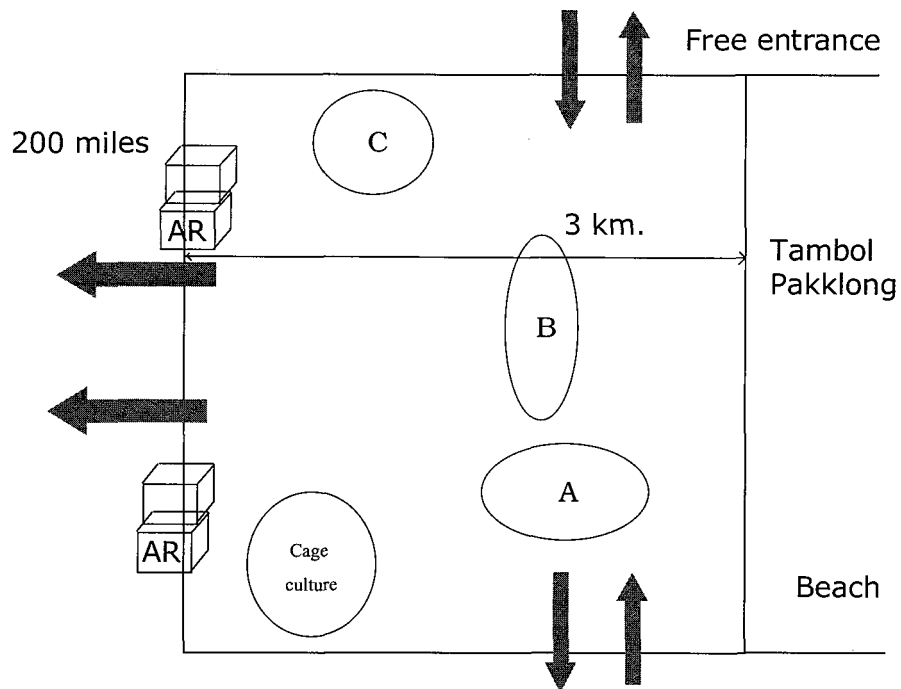 Free entrance
C
200 miles
AR
3 km.
Tambol
Pakklong
B
A
AR
Cage
culture
Beach